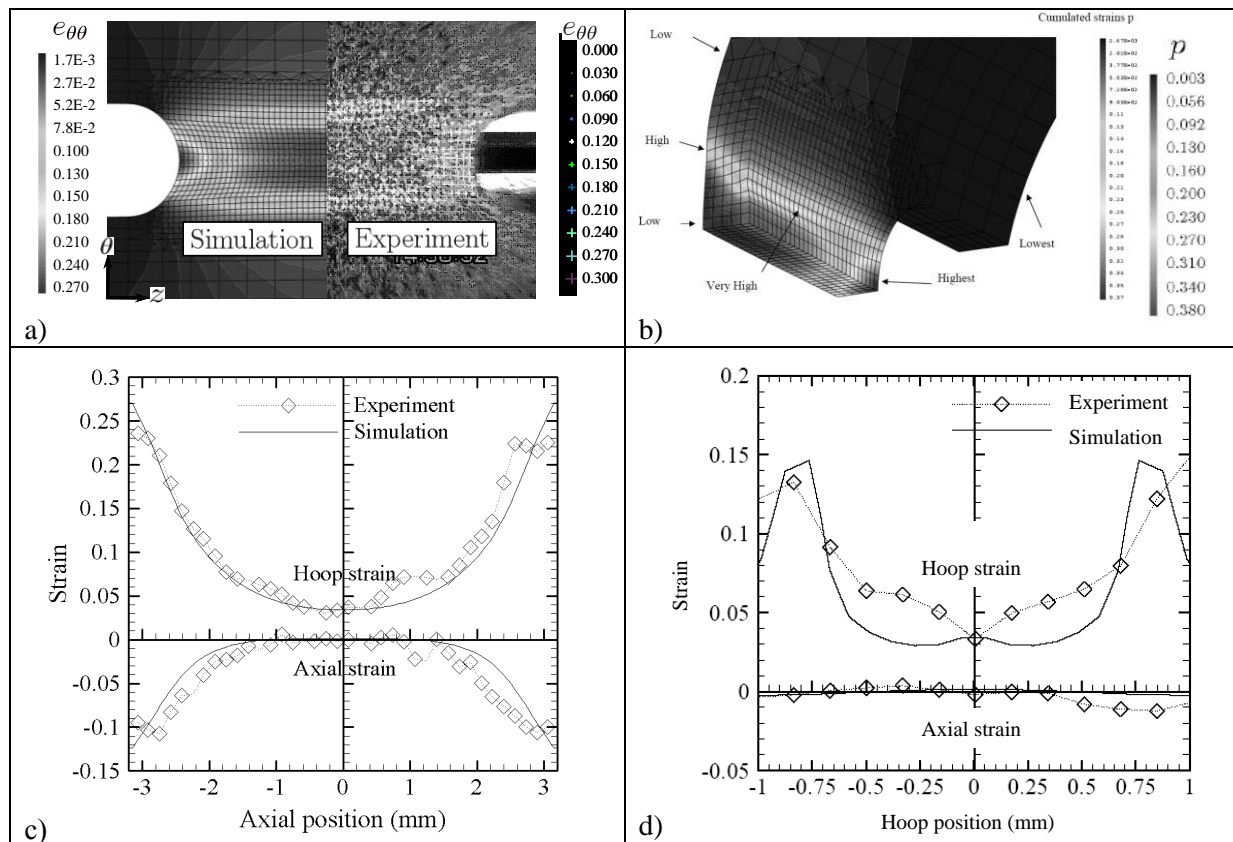 e_θθ
1.7E-3
2.7E-2
5.2E-2
7.8E-2
0.100
0.130
0.150
0.180
0.210
0.240
0.270
θ
z
Simulation
Experiment
e_θθ
0.000
0.030
0.060
0.090
0.120
0.150
0.180
0.210
0.240
0.270
0.300
a)
Low
High
Low
Very High
Highest
Lowest
Cumulated strains p
p
0.003
0.056
0.092
0.130
0.160
0.200
0.230
0.270
0.310
0.340
0.380
b)
0.3
0.25
0.2
0.15
0.1
0.05
0
-0.05
-0.1
-0.15
Strain
Experiment
Simulation
Hoop strain
Axial strain
-3 -2 -1 0 1 2 3
Axial position (mm)
c)
0.2
0.15
0.1
0.05
0
-0.05
Strain
Experiment
Simulation
Hoop strain
Axial strain
-1 -0.75 -0.5 -0.25 0 0.25 0.5 0.75 1
Hoop position (mm)
d)